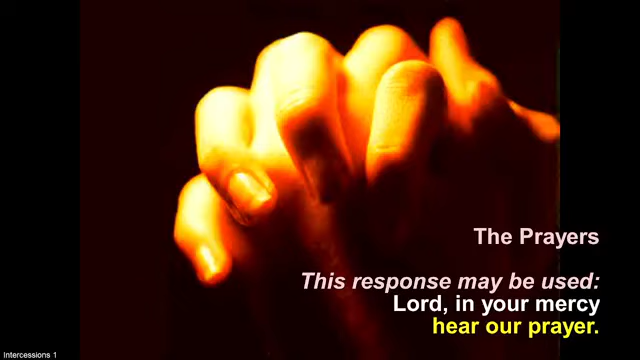 The Prayers
This response may be used:
Lord, in your mercy
hear our prayer.
Intercessions 1